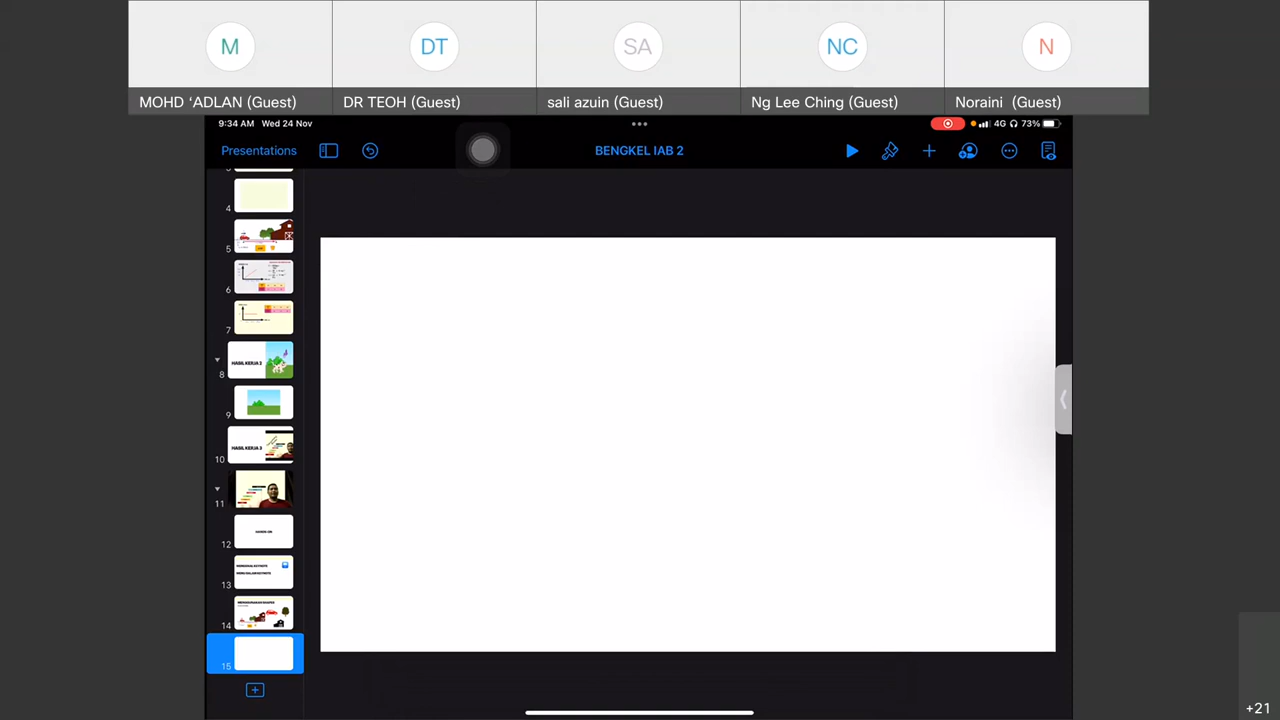 M
DT
SA
NC
N
MOHD ‘ADLAN (Guest)
DR TEOH (Guest)
sali azuin (Guest)
Ng Lee Ching (Guest)
Noraini (Guest)
9:34 AM Wed 24 Nov
4G 73%
Presentations
BENGKEL IAB 2
4
5
6
7
8
HASIL KERJA 2
9
10
HASIL KERJA 3
11
12
13
14
15
+21